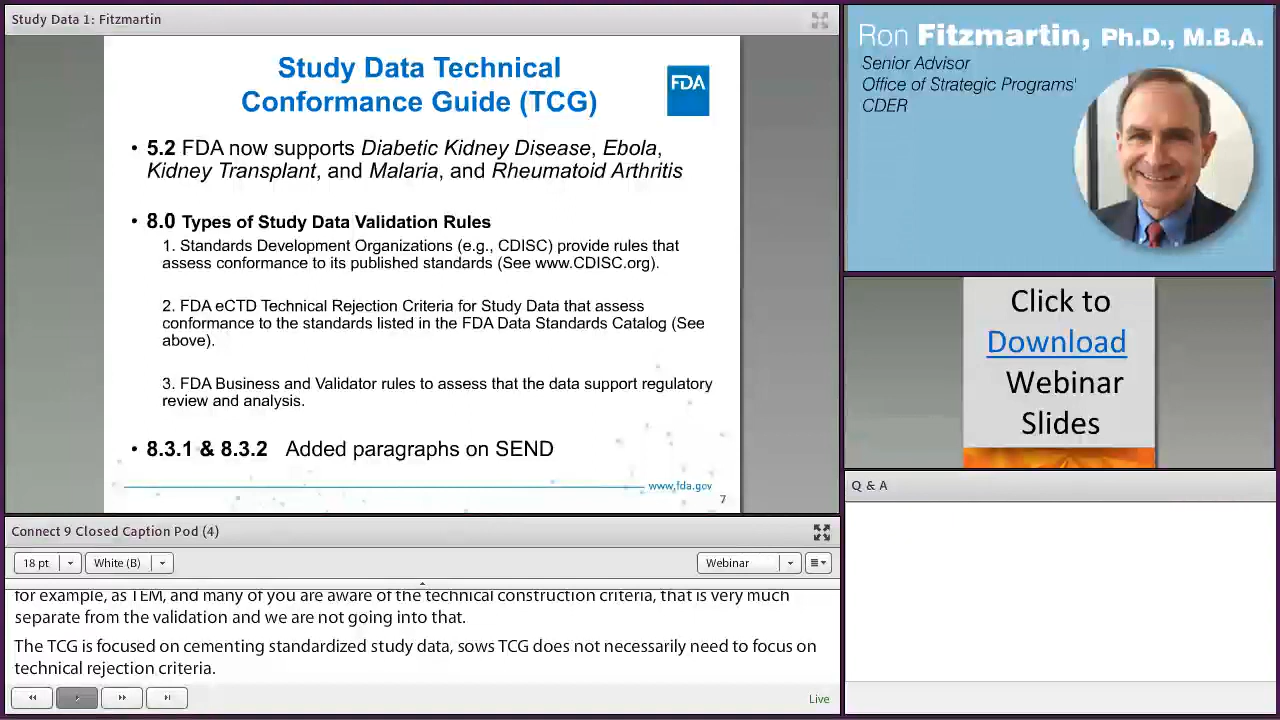 Study Data 1: Fitzmartin
Study Data Technical
Conformance Guide (TCG)
FDA
• 5.2 FDA now supports Diabetic Kidney Disease, Ebola,
Kidney Transplant, and Malaria, and Rheumatoid Arthritis
• 8.0 Types of Study Data Validation Rules
1. Standards Development Organizations (e.g., CDISC) provide rules that
assess conformance to its published standards (See www.CDISC.org).
2. FDA eCTD Technical Rejection Criteria for Study Data that assess
conformance to the standards listed in the FDA Data Standards Catalog (See
above).
3. FDA Business and Validator rules to assess that the data support regulatory
review and analysis.
• 8.3.1 & 8.3.2 Added paragraphs on SEND
www.fda.gov
7
Ron Fitzmartin, Ph.D., M.B.A.
Senior Advisor
Office of Strategic Programs'
CDER
Click to
Download
Webinar
Slides
Q & A
Connect 9 Closed Caption Pod (4)
18 pt
White (B)
Webinar
for example, as TEM, and many of you are aware of the technical construction criteria, that is very much
separate from the validation and we are not going into that.
The TCG is focused on cementing standardized study data, sows TCG does not necessarily need to focus on
technical rejection criteria.
Live